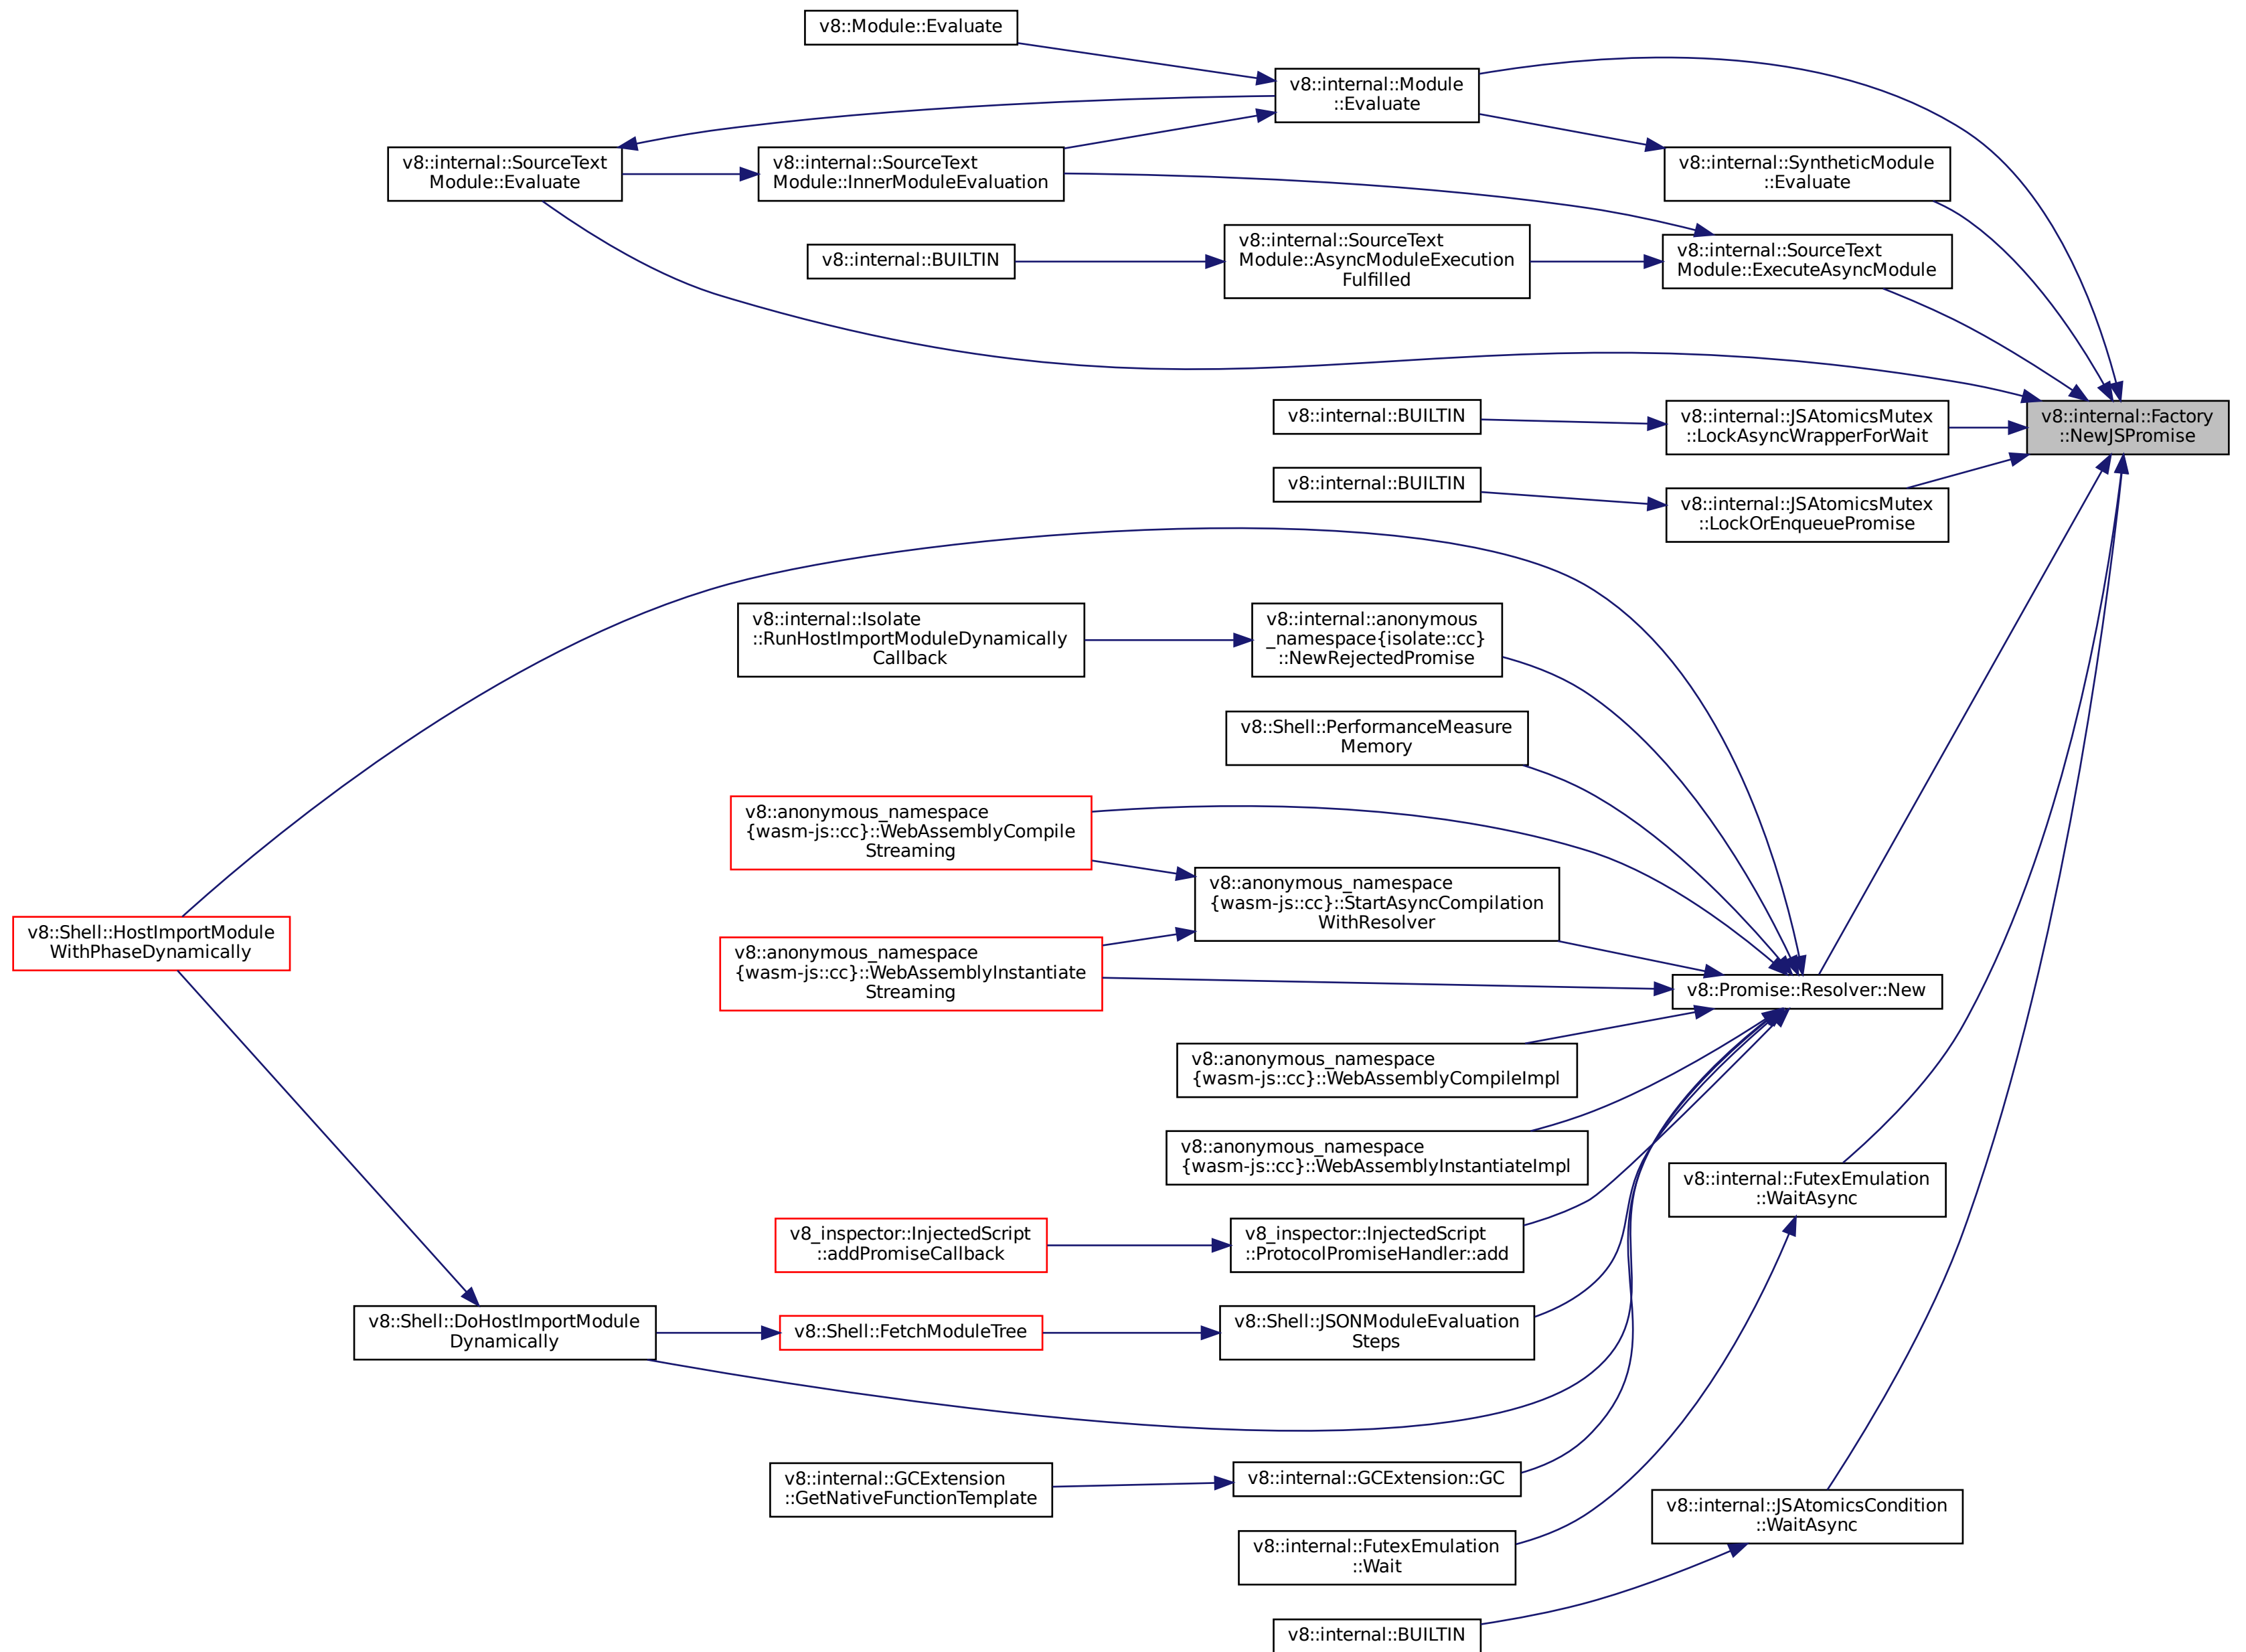 v8::Module::Evaluate
v8::internal::Module
::Evaluate
v8::internal::SourceText
Module::Evaluate
v8::internal::SourceText
Module::InnerModuleEvaluation
v8::internal::SyntheticModule
::Evaluate
v8::internal::BUILTIN
v8::internal::SourceText
Module::AsyncModuleExecution
Fulfilled
v8::internal::SourceText
Module::ExecuteAsyncModule
v8::internal::BUILTIN
v8::internal::JSAtomicsMutex
::LockAsyncWrapperForWait
v8::internal::Factory
::NewJSPromise
v8::internal::BUILTIN
v8::internal::JSAtomicsMutex
::LockOrEnqueuePromise
v8::internal::Isolate
::RunHostImportModuleDynamically
Callback
v8::internal::anonymous
_namespace{isolate::cc}
::NewRejectedPromise
v8::Shell::PerformanceMeasure
Memory
v8::anonymous_namespace
{wasm-js::cc}::WebAssemblyCompile
Streaming
v8::anonymous_namespace
{wasm-js::cc}::StartAsyncCompilation
WithResolver
v8::Shell::HostImportModule
WithPhaseDynamically
v8::anonymous_namespace
{wasm-js::cc}::WebAssemblyInstantiate
Streaming
v8::Promise::Resolver::New
v8::anonymous_namespace
{wasm-js::cc}::WebAssemblyCompileImpl
v8::anonymous_namespace
{wasm-js::cc}::WebAssemblyInstantiateImpl
v8::internal::FutexEmulation
::WaitAsync
v8_inspector::InjectedScript
::addPromiseCallback
v8_inspector::InjectedScript
::ProtocolPromiseHandler::add
v8::Shell::DoHostImportModule
Dynamically
v8::Shell::FetchModuleTree
v8::Shell::JSONModuleEvaluation
Steps
v8::internal::GCExtension
::GetNativeFunctionTemplate
v8::internal::GCExtension::GC
v8::internal::JSAtomicsCondition
::WaitAsync
v8::internal::FutexEmulation
::Wait
v8::internal::BUILTIN